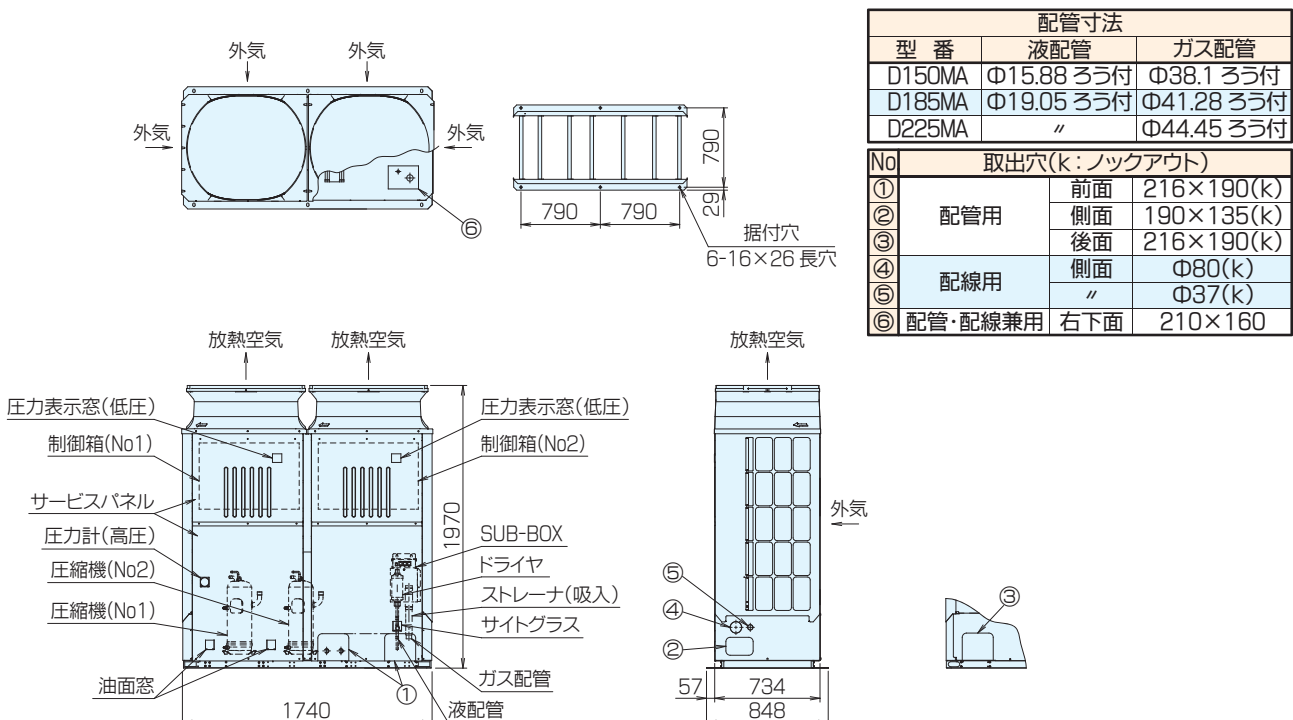 外気
外気
外気
外気
⑥
790
29
790
790
据付穴
6-16×26 長穴
配管寸法
型 番 液配管 ガス配管
D150MA Φ15.88 ろう付 Φ38.1 ろう付
D185MA Φ19.05 ろう付 Φ41.28 ろう付
D225MA 〃 Φ44.45 ろう付
No 取出穴(k:ノックアウト)
① 配管用 前面 216×190(k)
② 側面 190×135(k)
③ 後面 216×190(k)
④ 配線用 側面 Φ80(k)
⑤ 〃 Φ37(k)
⑥ 配管・配線兼用 右下面 210×160
放熱空気
放熱空気
圧力表示窓(低圧)
制御箱(No1)
サービスパネル
圧力計(高圧)
圧縮機(No2)
圧縮機(No1)
油面窓
圧力表示窓(低圧)
制御箱(No2)
1970
SUB-BOX
ドライヤ
ストレーナ(吸入)
サイトグラス
ガス配管
液配管
①
1740
放熱空気
外気
⑤
④
②
57
734
848
③